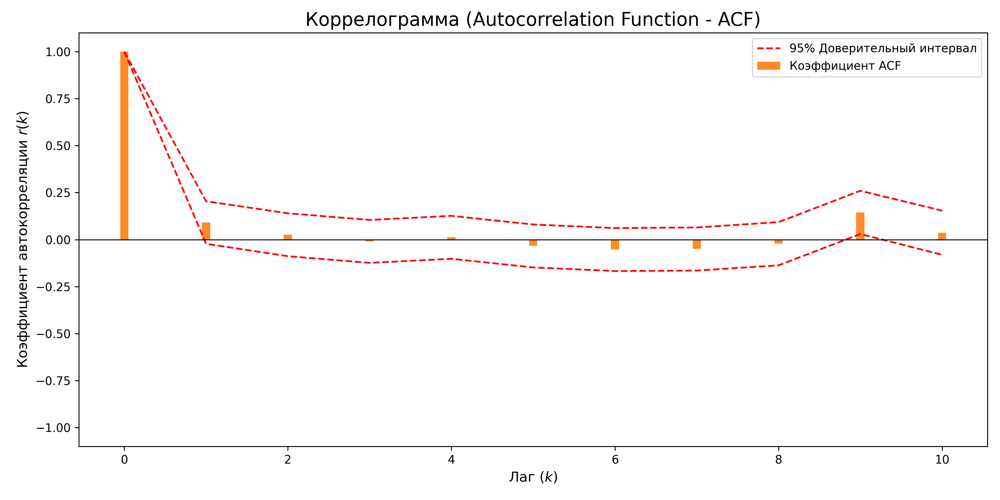 Коррелограмма (Autocorrelation Function - ACF)
95% Доверительный интервал
Коэффициент ACF
Коэффициент автокорреляции r(k)
1.00
0.75
0.50
0.25
0.00
−0.25
−0.50
−0.75
−1.00
0 2 4 6 8 10
Лаг (k)